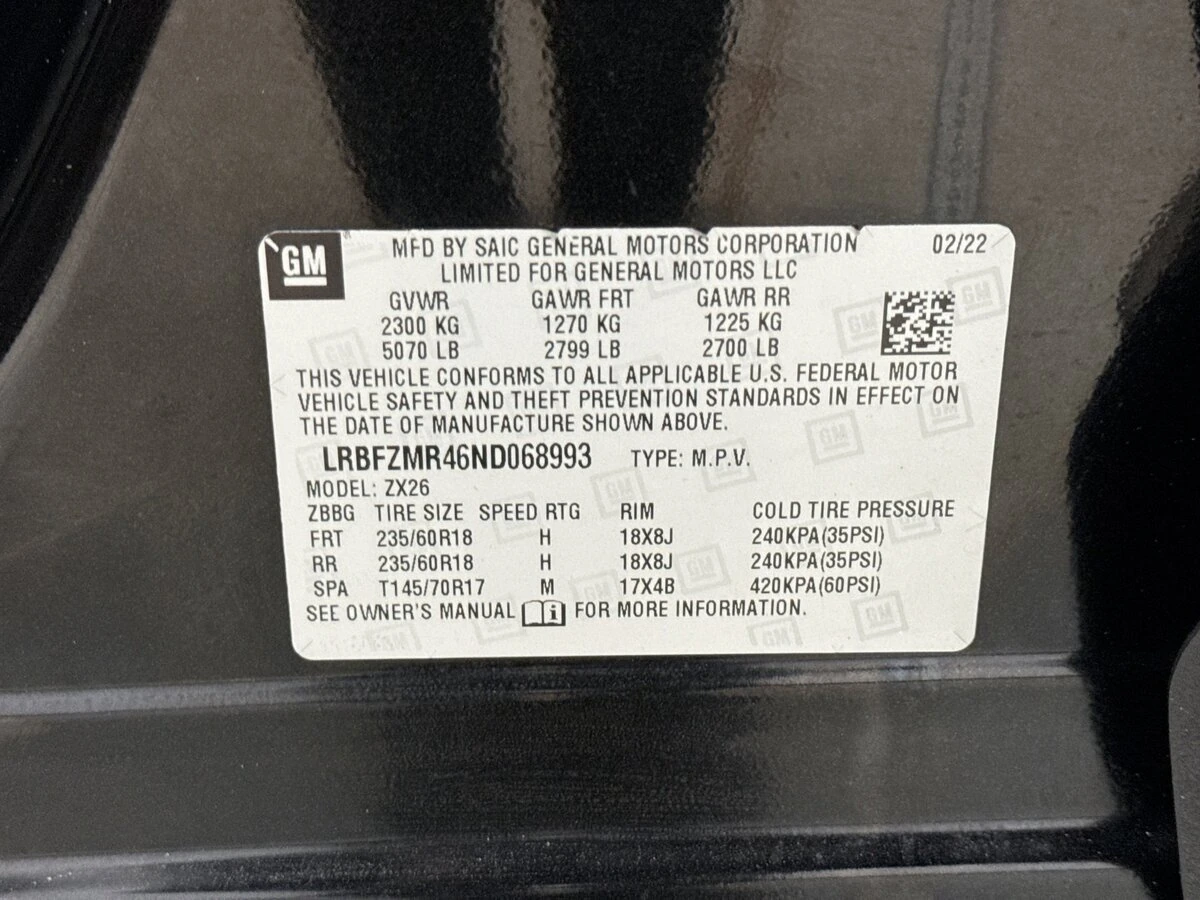 GM
MFD BY SAIC GENERAL MOTORS CORPORATION 02/22
LIMITED FOR GENERAL MOTORS LLC
GVWR GAWR FRT GAWR RR
2300 KG 1270 KG 1225 KG
5070 LB 2799 LB 2700 LB
THIS VEHICLE CONFORMS TO ALL APPLICABLE U.S. FEDERAL MOTOR
VEHICLE SAFETY AND THEFT PREVENTION STANDARDS IN EFFECT ON
THE DATE OF MANUFACTURE SHOWN ABOVE.
LRBFZMR46ND068993 TYPE: M.P.V.
MODEL: ZX26
ZBBG TIRE SIZE SPEED RTG RIM COLD TIRE PRESSURE
FRT 235/60R18 H 18X8J 240KPA(35PSI)
RR 235/60R18 H 18X8J 240KPA(35PSI)
SPA T145/70R17 M 17X4B 420KPA(60PSI)
SEE OWNER'S MANUAL i FOR MORE INFORMATION.